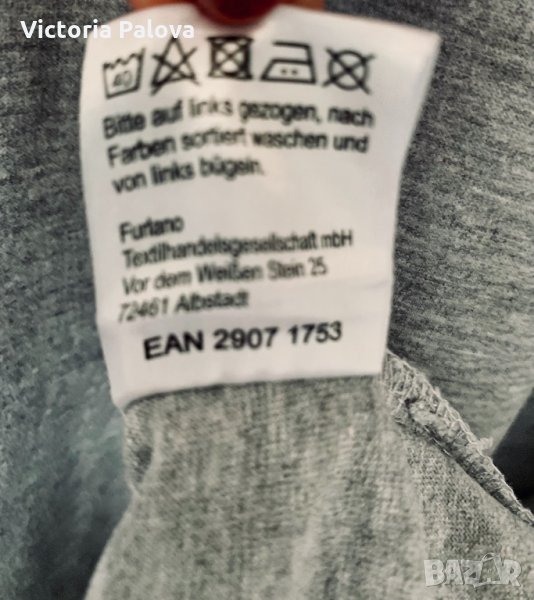 Victoria Palova
40
Bitte auf links gezogen, nach
Farben sortiert waschen und
von links bügeln.
Furlano
Textilhandelsgesellschaft mbH
Vor dem Weißen Stein 25
72461 Albstadt
EAN 2907 1753
BAZAR